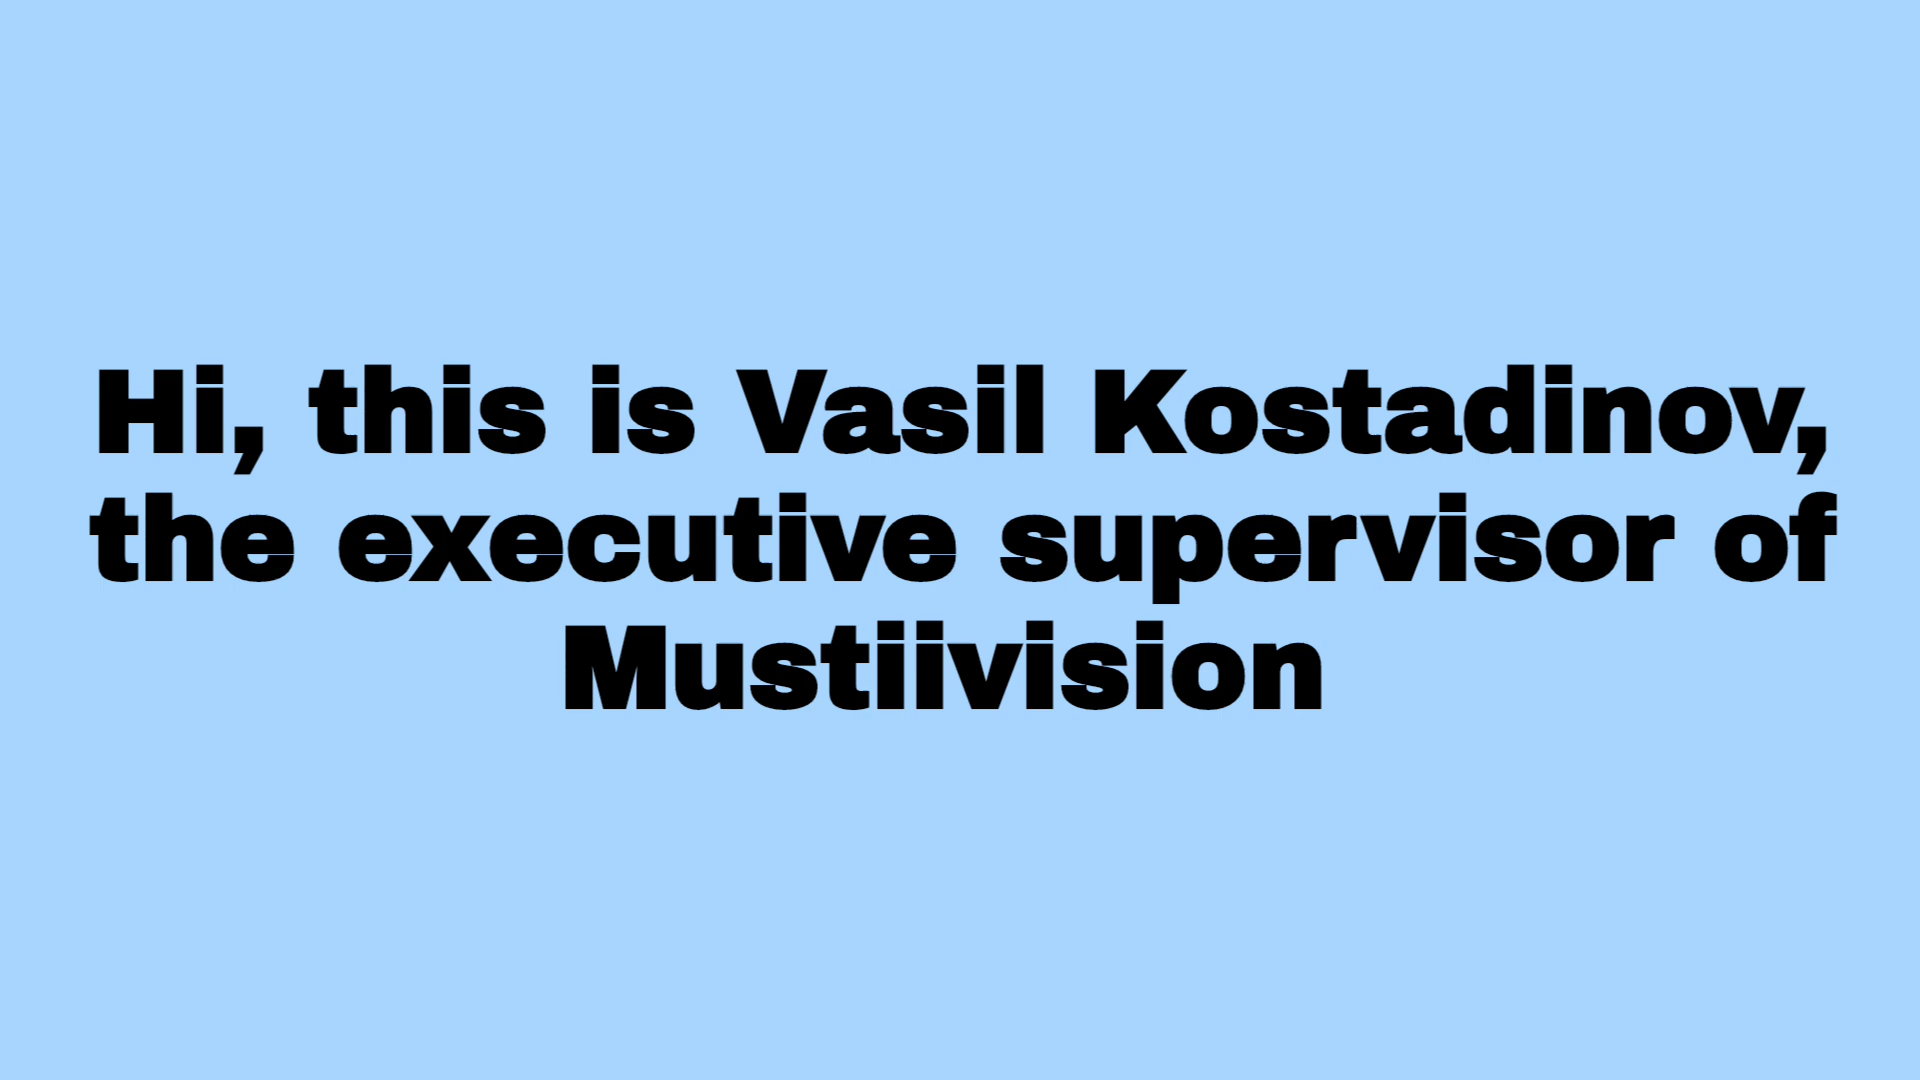 Hi, this is Vasil Kostadinov,
the executive supervisor of
Mustiivision